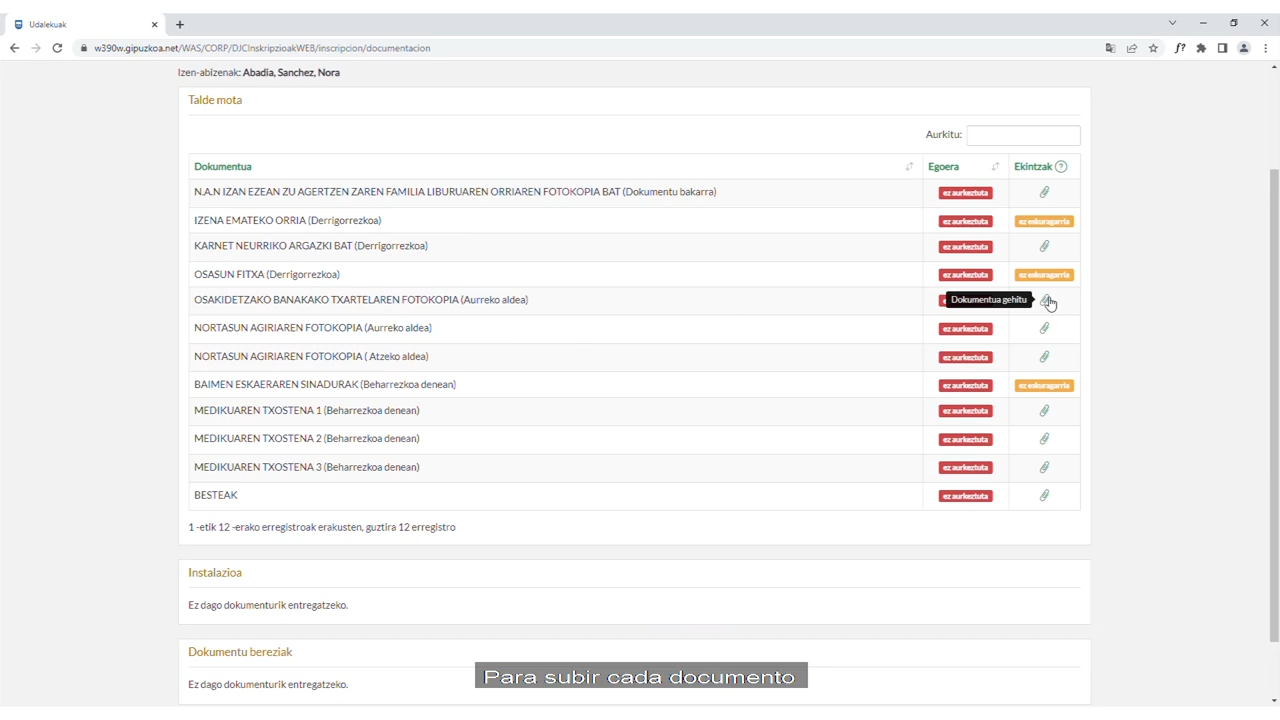 Udalekuak
w390w.gipuzkoa.net/WAS/CORP/DJCInskripzioakWEB/inscripcion/documentacion
Izen-abizenak: Abadia, Sanchez, Nora
Talde mota
Aurkitu:
Dokumentua Egoera Ekintzak ?
N.A.N IZAN EZEAN ZU AGERTZEN ZAREN FAMILIA LIBURUAREN ORRIAREN FOTOKOPIA BAT (Dokumentu bakarra) ez aurkeztuta
IZENA EMATEKO ORRIA (Derrigorrezkoa) ez aurkeztuta ez eskuragarria
KARNET NEURRIKO ARGAZKI BAT (Derrigorrezkoa) ez aurkeztuta
OSASUN FITXA (Derrigorrezkoa) ez aurkeztuta ez eskuragarria
OSAKIDETZAKO BANAKAKO TXARTELAREN FOTOKOPIA (Aurreko aldea) Dokumentua gehitu
NORTASUN AGIRIAREN FOTOKOPIA (Aurreko aldea) ez aurkeztuta
NORTASUN AGIRIAREN FOTOKOPIA ( Atzeko aldea) ez aurkeztuta
BAIMEN ESKAERAREN SINADURAK (Beharrezkoa denean) ez aurkeztuta ez eskuragarria
MEDIKUAREN TXOSTENA 1 (Beharrezkoa denean) ez aurkeztuta
MEDIKUAREN TXOSTENA 2 (Beharrezkoa denean) ez aurkeztuta
MEDIKUAREN TXOSTENA 3 (Beharrezkoa denean) ez aurkeztuta
BESTEAK ez aurkeztuta
1 -etik 12 -erako erregistroak erakusten, guztira 12 erregistro
Instalazioa
Ez dago dokumenturik entregatzeko.
Dokumentu bereziak
Para subir cada documento
Ez dago dokumenturik entregatzeko.